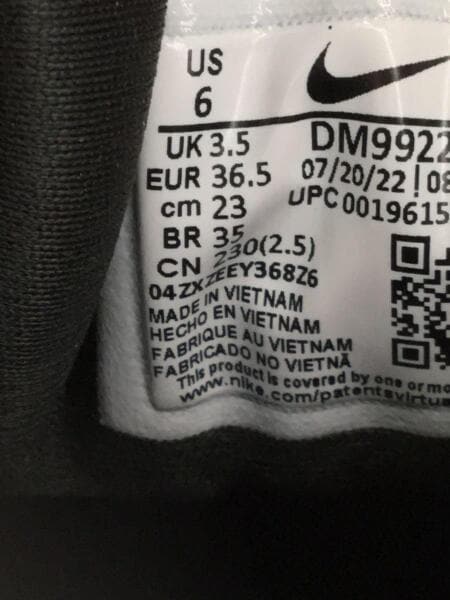 US
6
UK 3.5
EUR 36.5
cm 23
BR 35
CN 230(2.5)
DM9922
07/20/22 | 08
UPC 0019615
04ZXZEEY368Z6
MADE IN VIETNAM
HECHO EN VIETNAM
FABRIQUE AU VIETNAM
FABRICADO NO VIETNÃ
This product is covered by one or mo
www.nike.com/patentsvirtua